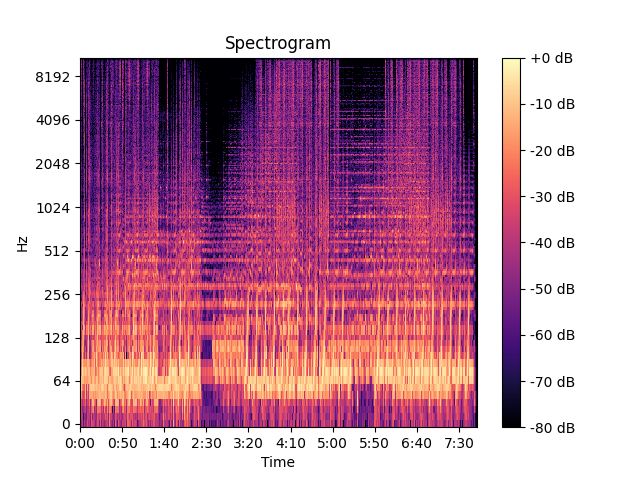 Spectrogram
Hz
8192
4096
2048
1024
512
256
128
64
0
0:00 0:50 1:40 2:30 3:20 4:10 5:00 5:50 6:40 7:30
Time
+0 dB
-10 dB
-20 dB
-30 dB
-40 dB
-50 dB
-60 dB
-70 dB
-80 dB